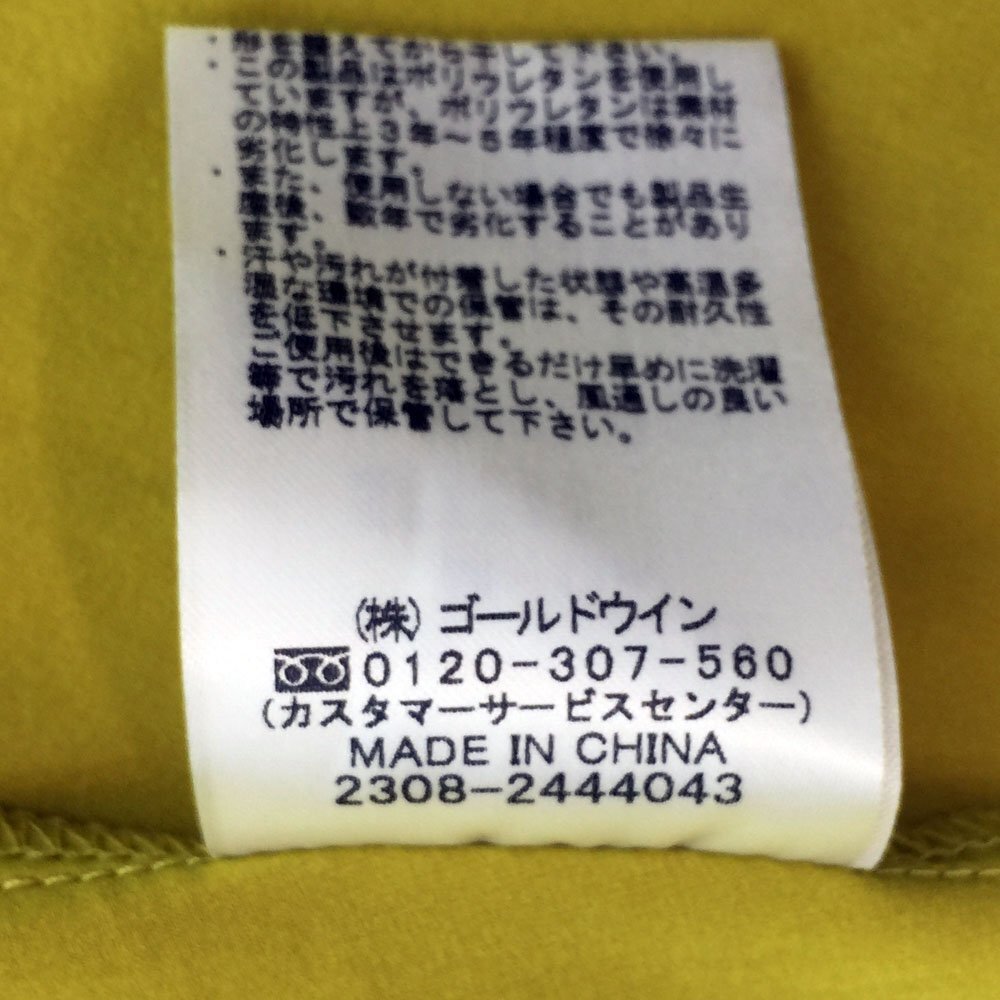 ・この製品はポリウレタンを使用し
ていますが、ポリウレタンは素材
の特性上3年～5年程度で徐々に
劣化します。
・また、使用しない場合でも製品生
産後、数年で劣化することがあり
ます。
・汗や汚れが付着した状態や高温多
湿な環境での保管は、その耐久性
を低下させます。
ご使用後はできるだけ早めに洗濯
等で汚れを落とし、風通しの良い
場所で保管して下さい。
(株)ゴールドウイン
0120-307-560
(カスタマーサービスセンター)
MADE IN CHINA
2308-2444043